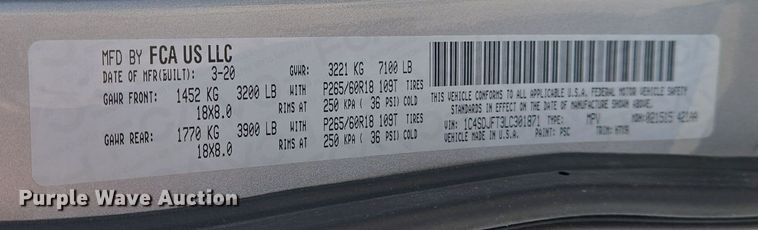 MFD BY FCA US LLC
DATE OF MFR(BUILT): 3-20 GVWR: 3221 KG 7100 LB
GAWR FRONT: 1452 KG 3200 LB WITH P265/60R18 109T TIRES
18X8.0 RIMS AT 250 KPA ( 36 PSI) COLD
GAWR REAR: 1770 KG 3900 LB WITH P265/60R18 109T TIRES
18X8.0 RIMS AT 250 KPA ( 36 PSI) COLD
THIS VEHICLE CONFORMS TO ALL APPLICABLE U.S.A. FEDERAL MOTOR VEHICLE SAFETY
STANDARDS IN EFFECT ON THE DATE OF MANUFACTURE SHOWN ABOVE.
VIN: 1C4SDJFT3LC301871 TYPE: MPV MDH: 021515 421AA
VEHICLE MADE IN U.S.A. PAINT: PSC TRIM:
Purple Wave Auction